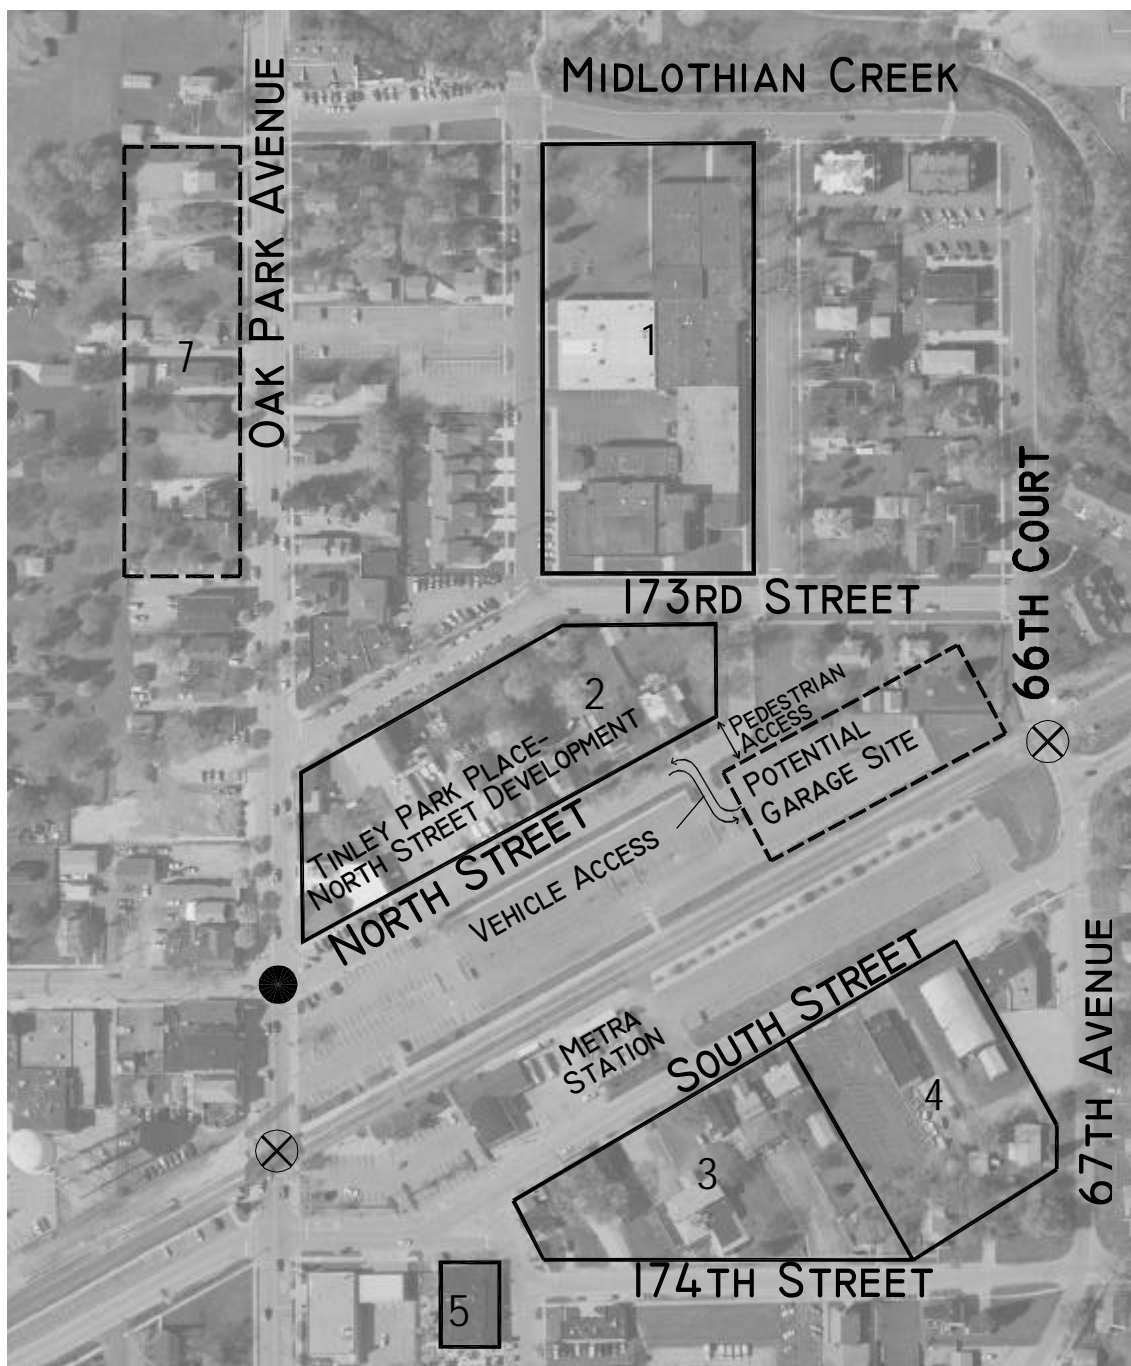 MIDLOTHIAN CREEK
OAK PARK AVENUE
1
7
66TH COURT
173RD STREET
2
PEDESTRIAN
ACCESS
TINLEY PARK PLACE-
NORTH STREET DEVELOPMENT
POTENTIAL
GARAGE SITE
NORTH STREET
VEHICLE ACCESS
67TH AVENUE
SOUTH STREET
METRA
STATION
4
3
174TH STREET
5